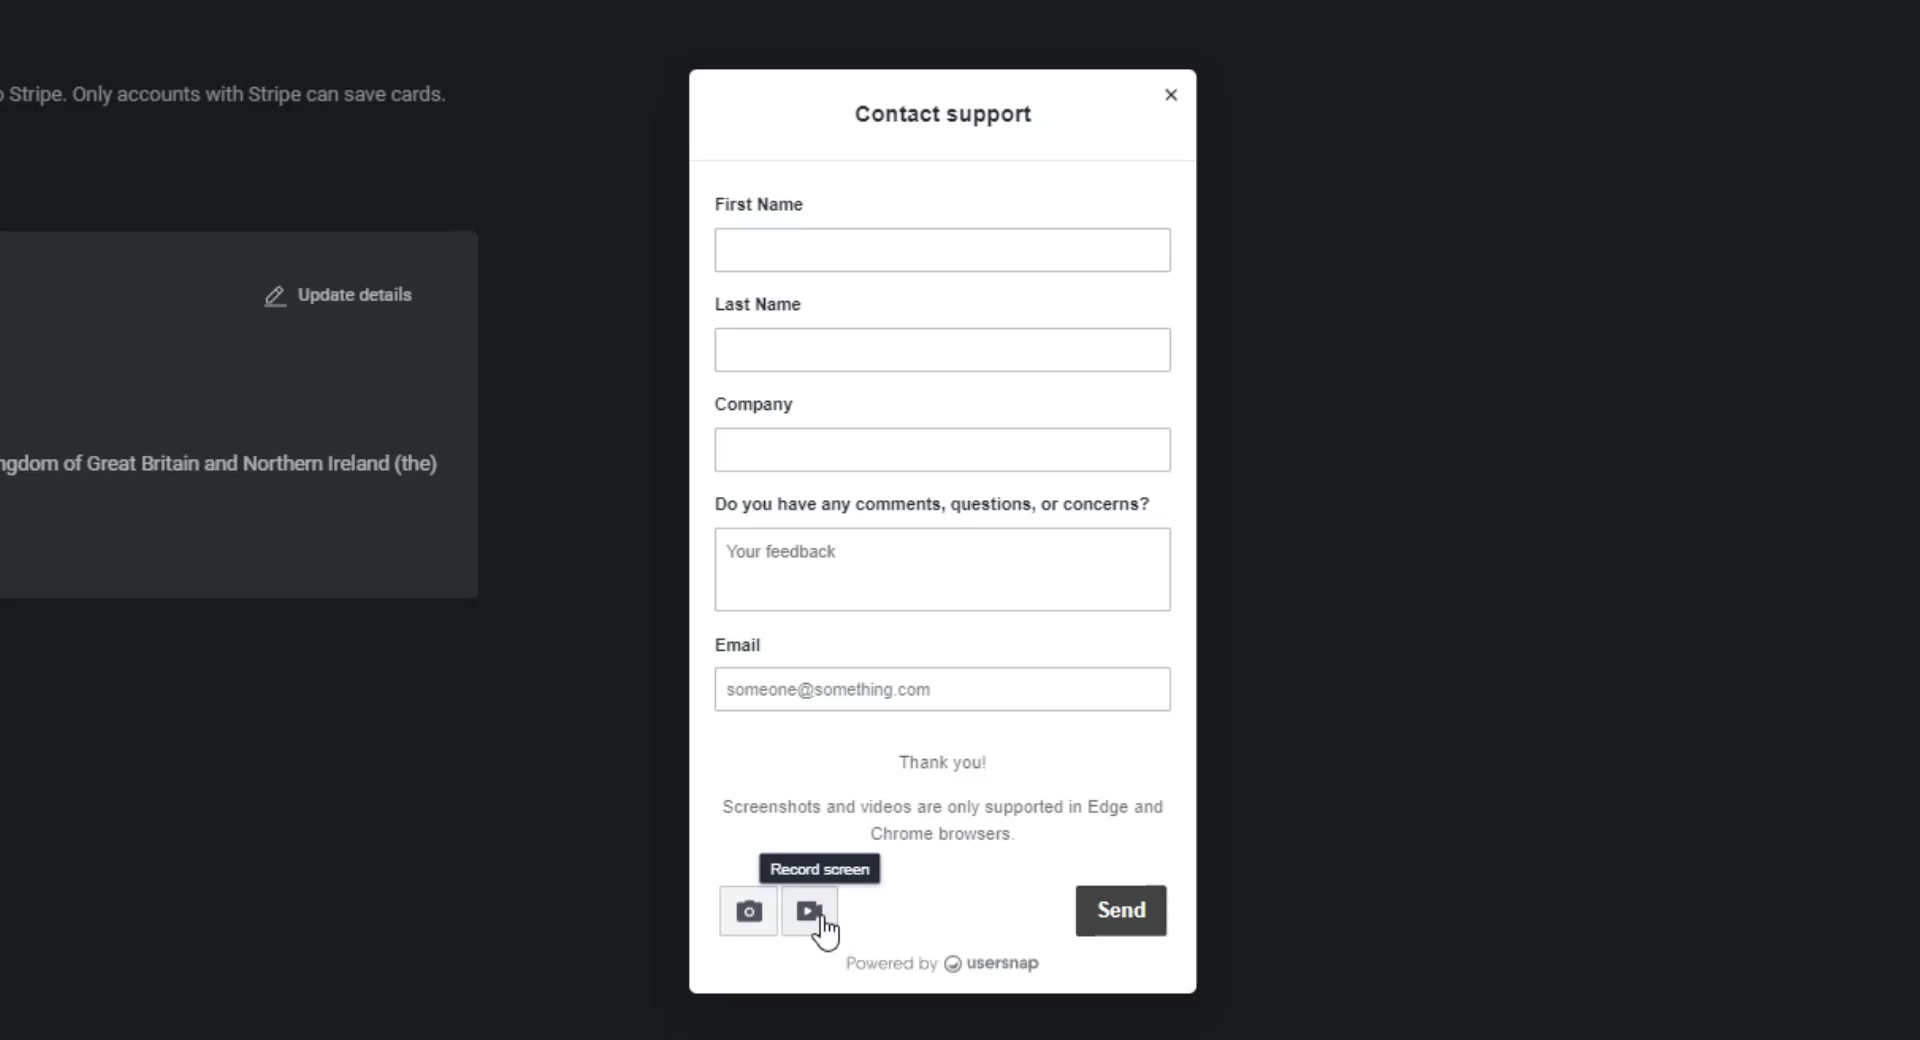 Stripe. Only accounts with Stripe can save cards.
Update details
of Great Britain and Northern Ireland (the)
Contact support
First Name
Last Name
Company
Do you have any comments, questions, or concerns?
Your feedback
Email
someone@something.com
Thank you!
Screenshots and videos are only supported in Edge and
Chrome browsers.
Record screen
Send
Powered by usersnap